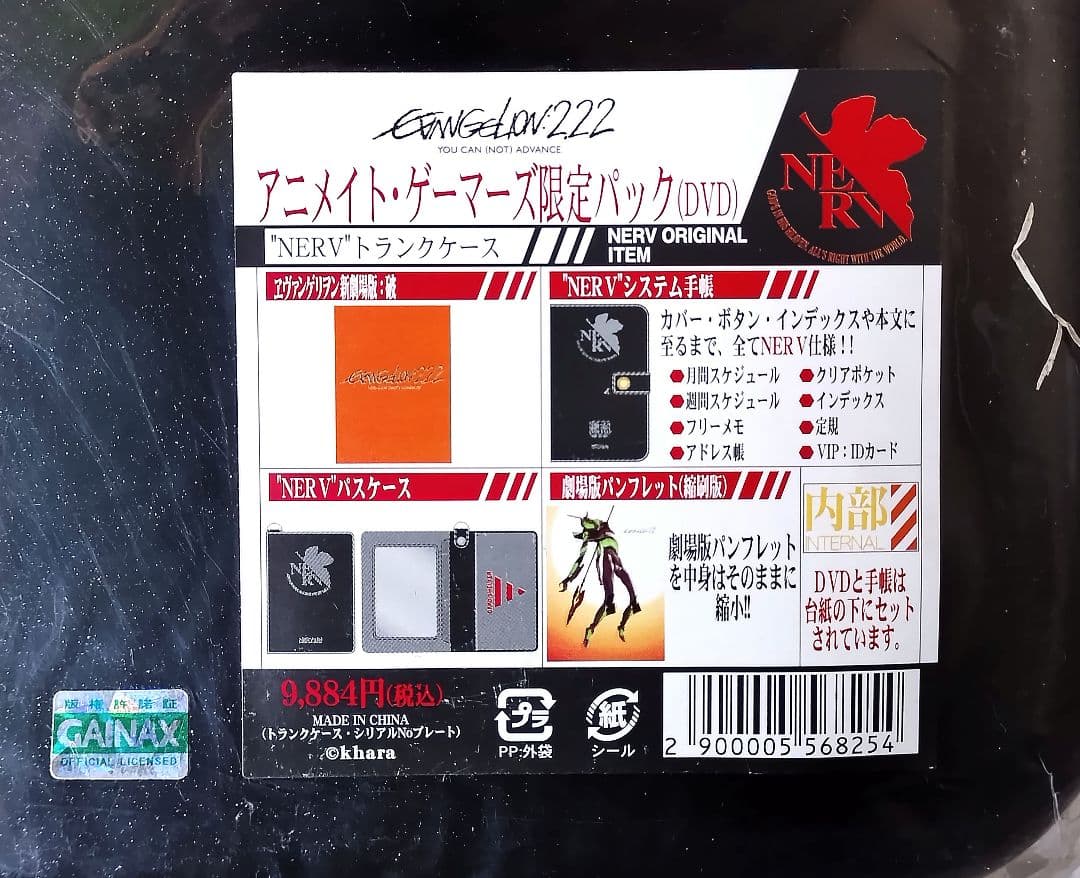 EVANGELION:2.22
YOU CAN (NOT) ADVANCE.
アニメイト・ゲーマーズ限定パック(DVD)
NERV
GOD'S IN HIS HEAVEN. ALL'S RIGHT WITH THE WORLD.
"NERV"トランクケース
NERV ORIGINAL
ITEM
ヱヴァンゲリヲン新劇場版:破
EVANGELION:2.22
"NERV"システム手帳
NERV
カバー・ボタン・インデックスや本文に
至るまで、全てNERV仕様!!
月間スケジュール
クリアポケット
週間スケジュール
インデックス
フリーメモ
定規
アドレス帳
VIP:IDカード
"NERV"パスケース
NERV
劇場版パンフレット(縮刷版)
劇場版パンフレット
を中身はそのままに
縮小!!
内部
INTERNAL
DVDと手帳は
台紙の下にセット
されています。
9,884円(税込)
MADE IN CHINA
(トランクケース・シリアルNoプレート)
©khara
プラ
PP:外袋
紙
シール
2 900005 568254
版権許諾証
GAINAX
OFFICIAL LICENSED